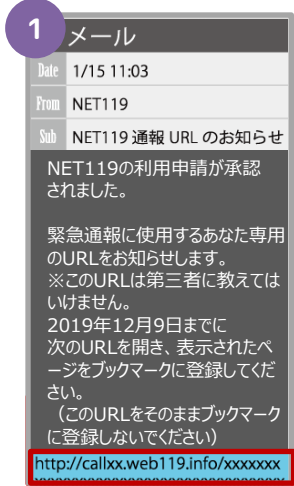 1
メール
Date 1/15 11:03
From NET119
Sub NET119 通報 URL のお知らせ
NET119の利用申請が承認
されました。
緊急通報に使用するあなた専用
のURLをお知らせします。
※このURLは第三者に教えては
いけません。
2019年12月9日までに
次のURLを開き、表示されたペ
ージをブックマークに登録してくだ
さい。
（このURLをそのままブックマーク
に登録しないでください）
http://callxx.web119.info/xxxxxxx